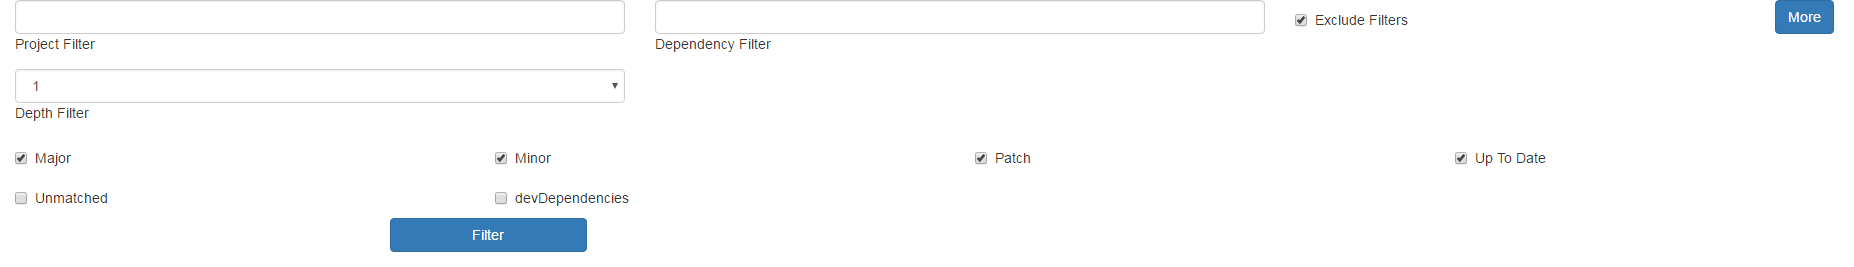 Exclude Filters
More
Project Filter
Dependency Filter
1
Depth Filter
Major
Minor
Patch
Up To Date
Unmatched
devDependencies
Filter